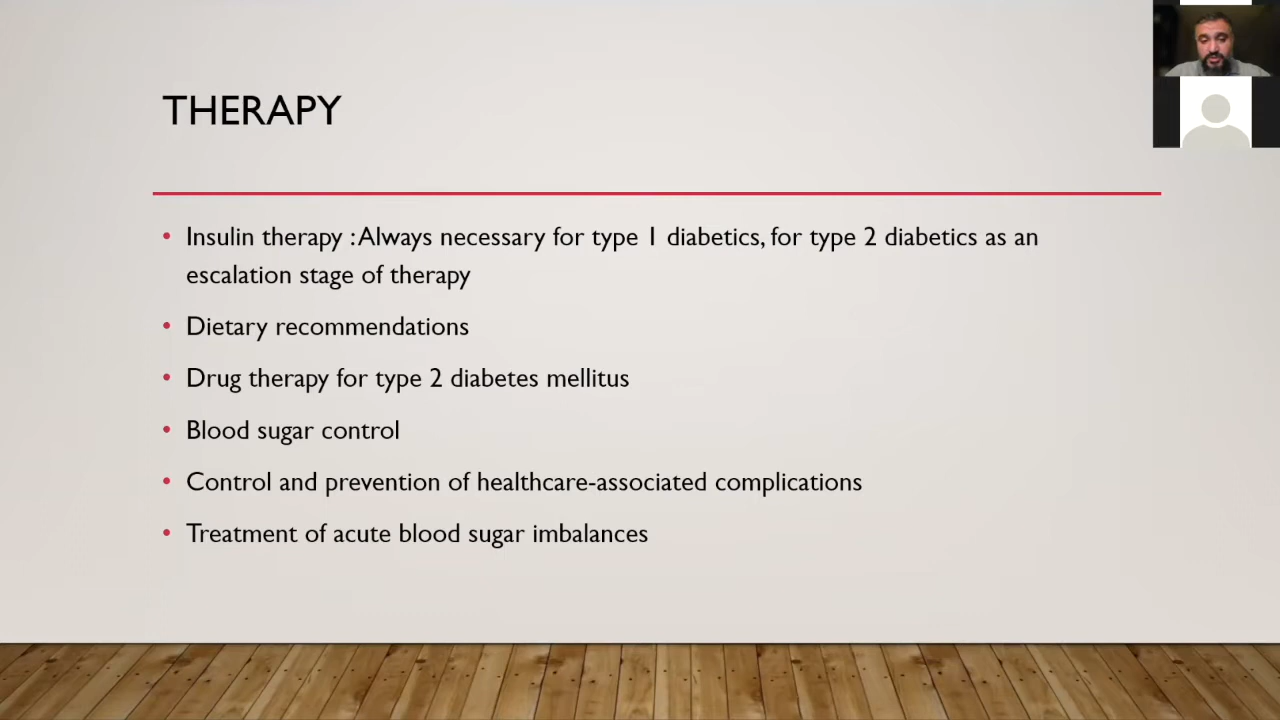 THERAPY
• Insulin therapy : Always necessary for type 1 diabetics, for type 2 diabetics as an
escalation stage of therapy
• Dietary recommendations
• Drug therapy for type 2 diabetes mellitus
• Blood sugar control
• Control and prevention of healthcare-associated complications
• Treatment of acute blood sugar imbalances